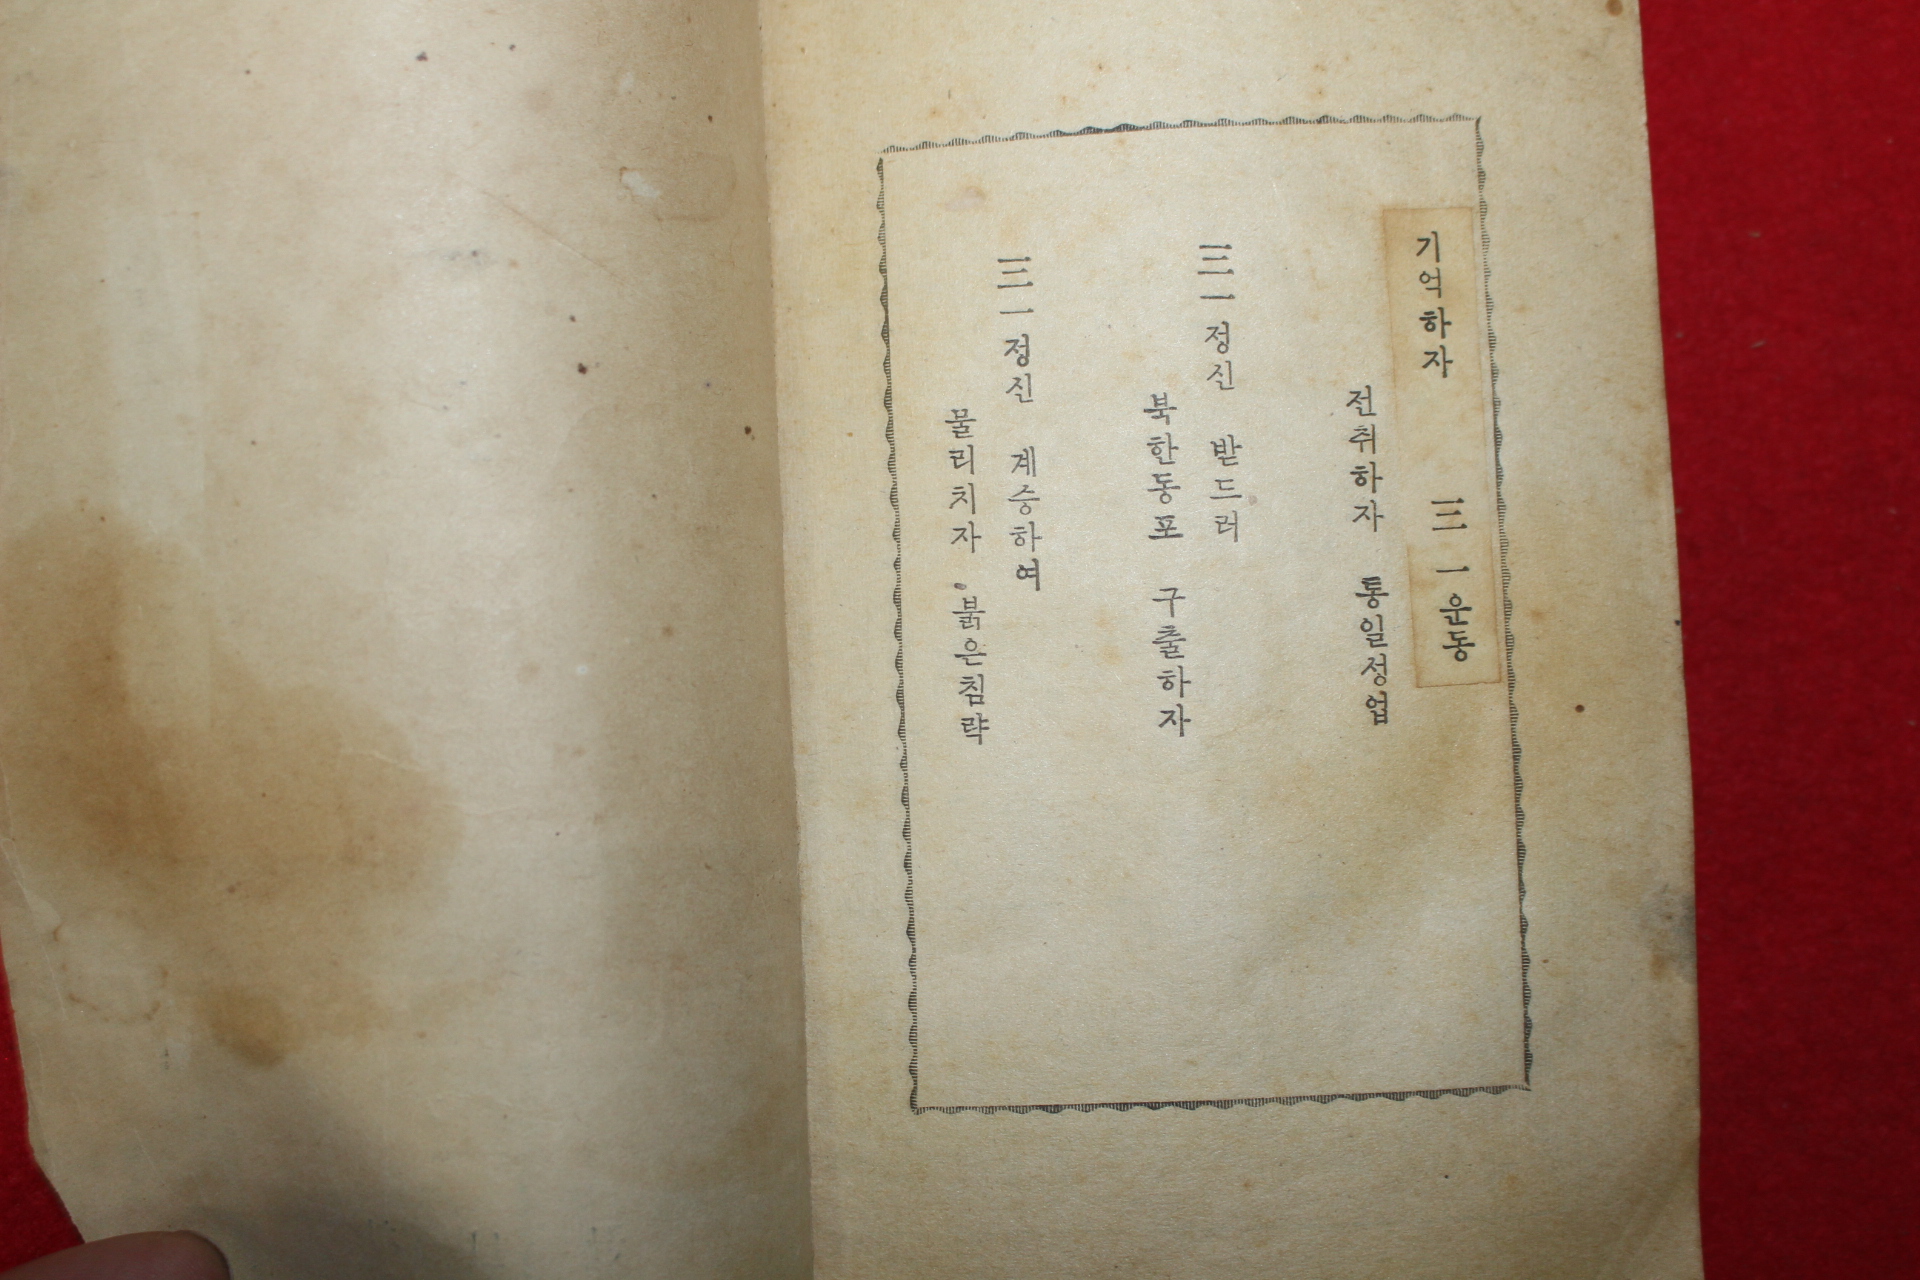 기억하자 三一운동
전취하자 통일성업
三一정신 받드러
북한동포 구출하자
三一정신 계승하여
물리치자 붉은침략